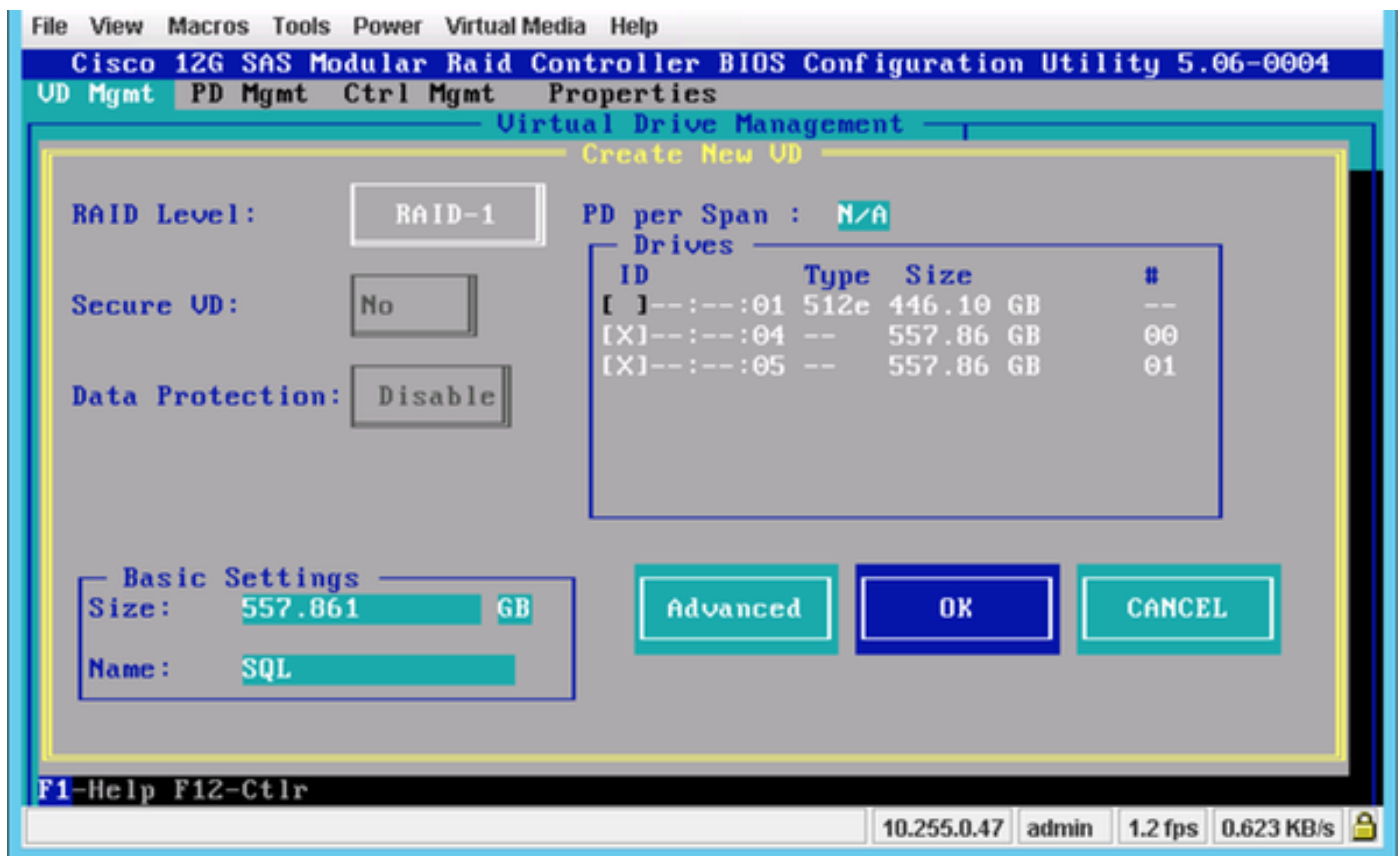 File View Macros Tools Power Virtual Media Help
Cisco 12G SAS Modular Raid Controller BIOS Configuration Utility 5.06-0004
VD Mgmt PD Mgmt Ctrl Mgmt Properties
Virtual Drive Management
Create New VD
RAID Level: RAID-1 PD per Span : N/A
Drives
ID Type Size #
[ ]--:--:01 512e 446.10 GB --
Secure VD: No
[X]--:--:04 -- 557.86 GB 00
[X]--:--:05 -- 557.86 GB 01
Data Protection: Disable
Basic Settings
Size: 557.861 GB
Name: SQL
Advanced OK CANCEL
F1-Help F12-Ctlr
10.255.0.47 admin 1.2 fps 0.623 KB/s